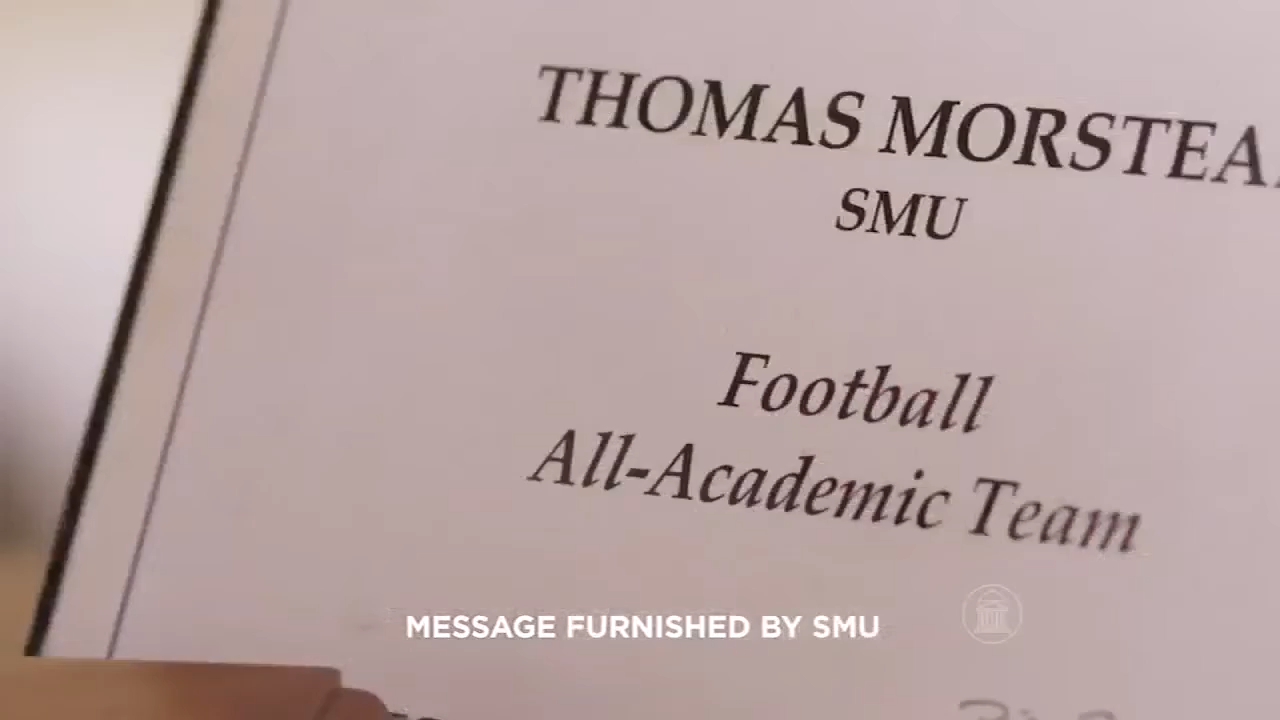 THOMAS MORSTEA
SMU
Football
All-Academic Team
MESSAGE FURNISHED BY SMU